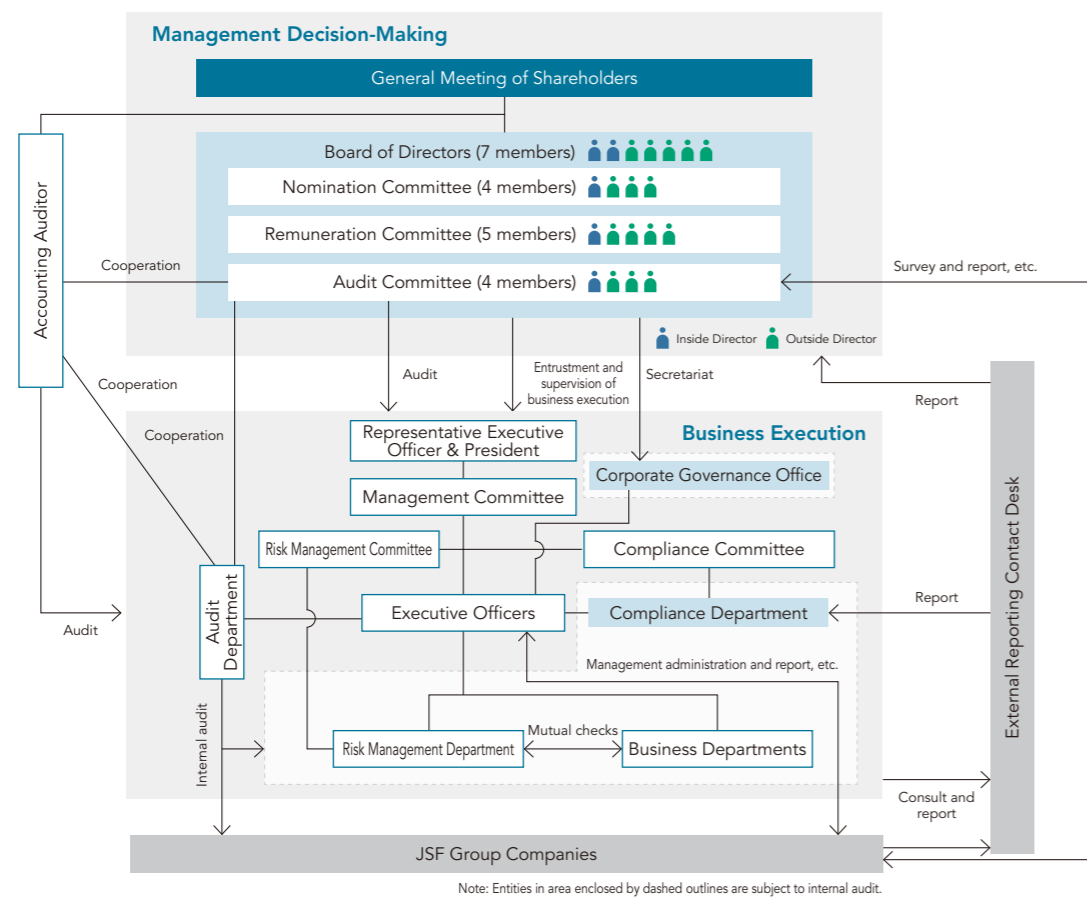 Management Decision-Making
General Meeting of Shareholders
Board of Directors (7 members)
Nomination Committee (4 members)
Remuneration Committee (5 members)
Audit Committee (4 members)
Accounting Auditor
Cooperation
Survey and report, etc.
Inside Director
Outside Director
Cooperation
Cooperation
Audit
Entrustment and
supervision of
business execution
Secretariat
Report
Representative Executive
Officer & President
Business Execution
Corporate Governance Office
Management Committee
Risk Management Committee
Compliance Committee
External Reporting Contact Desk
Audit
Audit
Department
Executive Officers
Compliance Department
Report
Management administration and report, etc.
Internal audit
Risk Management Department
Mutual checks
Business Departments
Consult and
report
JSF Group Companies
Note: Entities in area enclosed by dashed outlines are subject to internal audit.